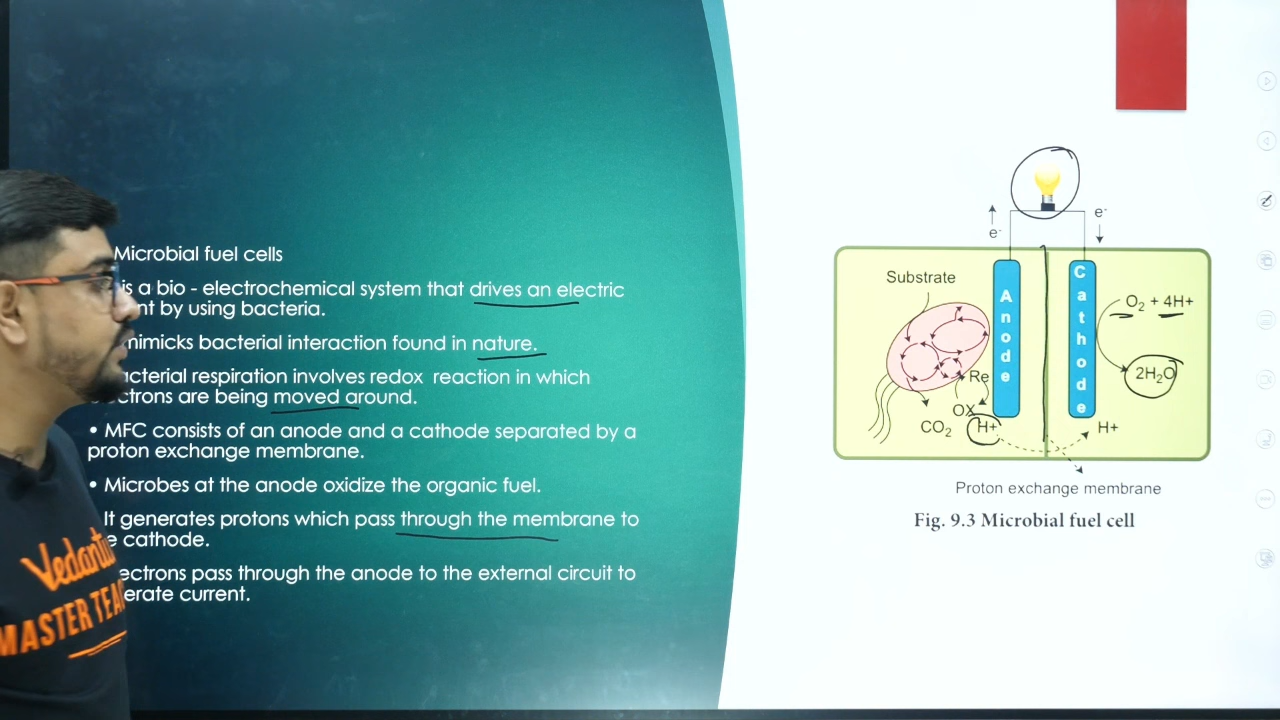 Microbial fuel cells
is a bio - electrochemical system that drives an electric
by using bacteria.
mimicks bacterial interaction found in nature.
respiration involves redox reaction in which
are being moved around.
• MFC consists of an anode and a cathode separated by a
proton exchange membrane.
• Microbes at the anode oxidize the organic fuel.
It generates protons which pass through the membrane to
cathode.
pass through the anode to the external circuit to
current.
Vedantu
MASTER TEA
e-
e-
Substrate
Anode
Cathode
O2 + 4H+
2H2O
Re
OX
CO2
H+
H+
Proton exchange membrane
Fig. 9.3 Microbial fuel cell